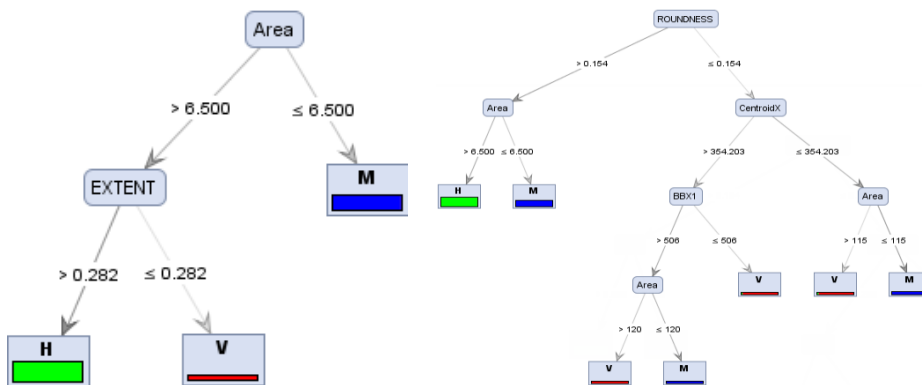 Area
> 6.500
≤ 6.500
EXTENT
M
> 0.282
≤ 0.282
H
V
ROUNDNESS
> 0.154
≤ 0.154
Area
CentroidX
> 6.500
≤ 6.500
> 354.203
≤ 354.203
H
M
BBX1
Area
> 506
≤ 506
> 115
≤ 115
Area
V
V
M
> 120
≤ 120
V
M